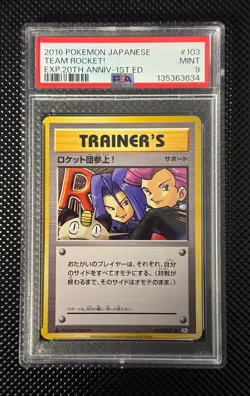 2016 POKEMON JAPANESE #103
TEAM ROCKET! MINT
EXP.20TH ANNIV-1ST ED. PSA 9
135363634
TRAINER'S
ロケット団参上! サポート
R
おたがいのプレイヤーは、それぞれ、自分
のサイドをすべてオモテにする。(対戦が
終わるまで、そのサイドはオモテのまま。)